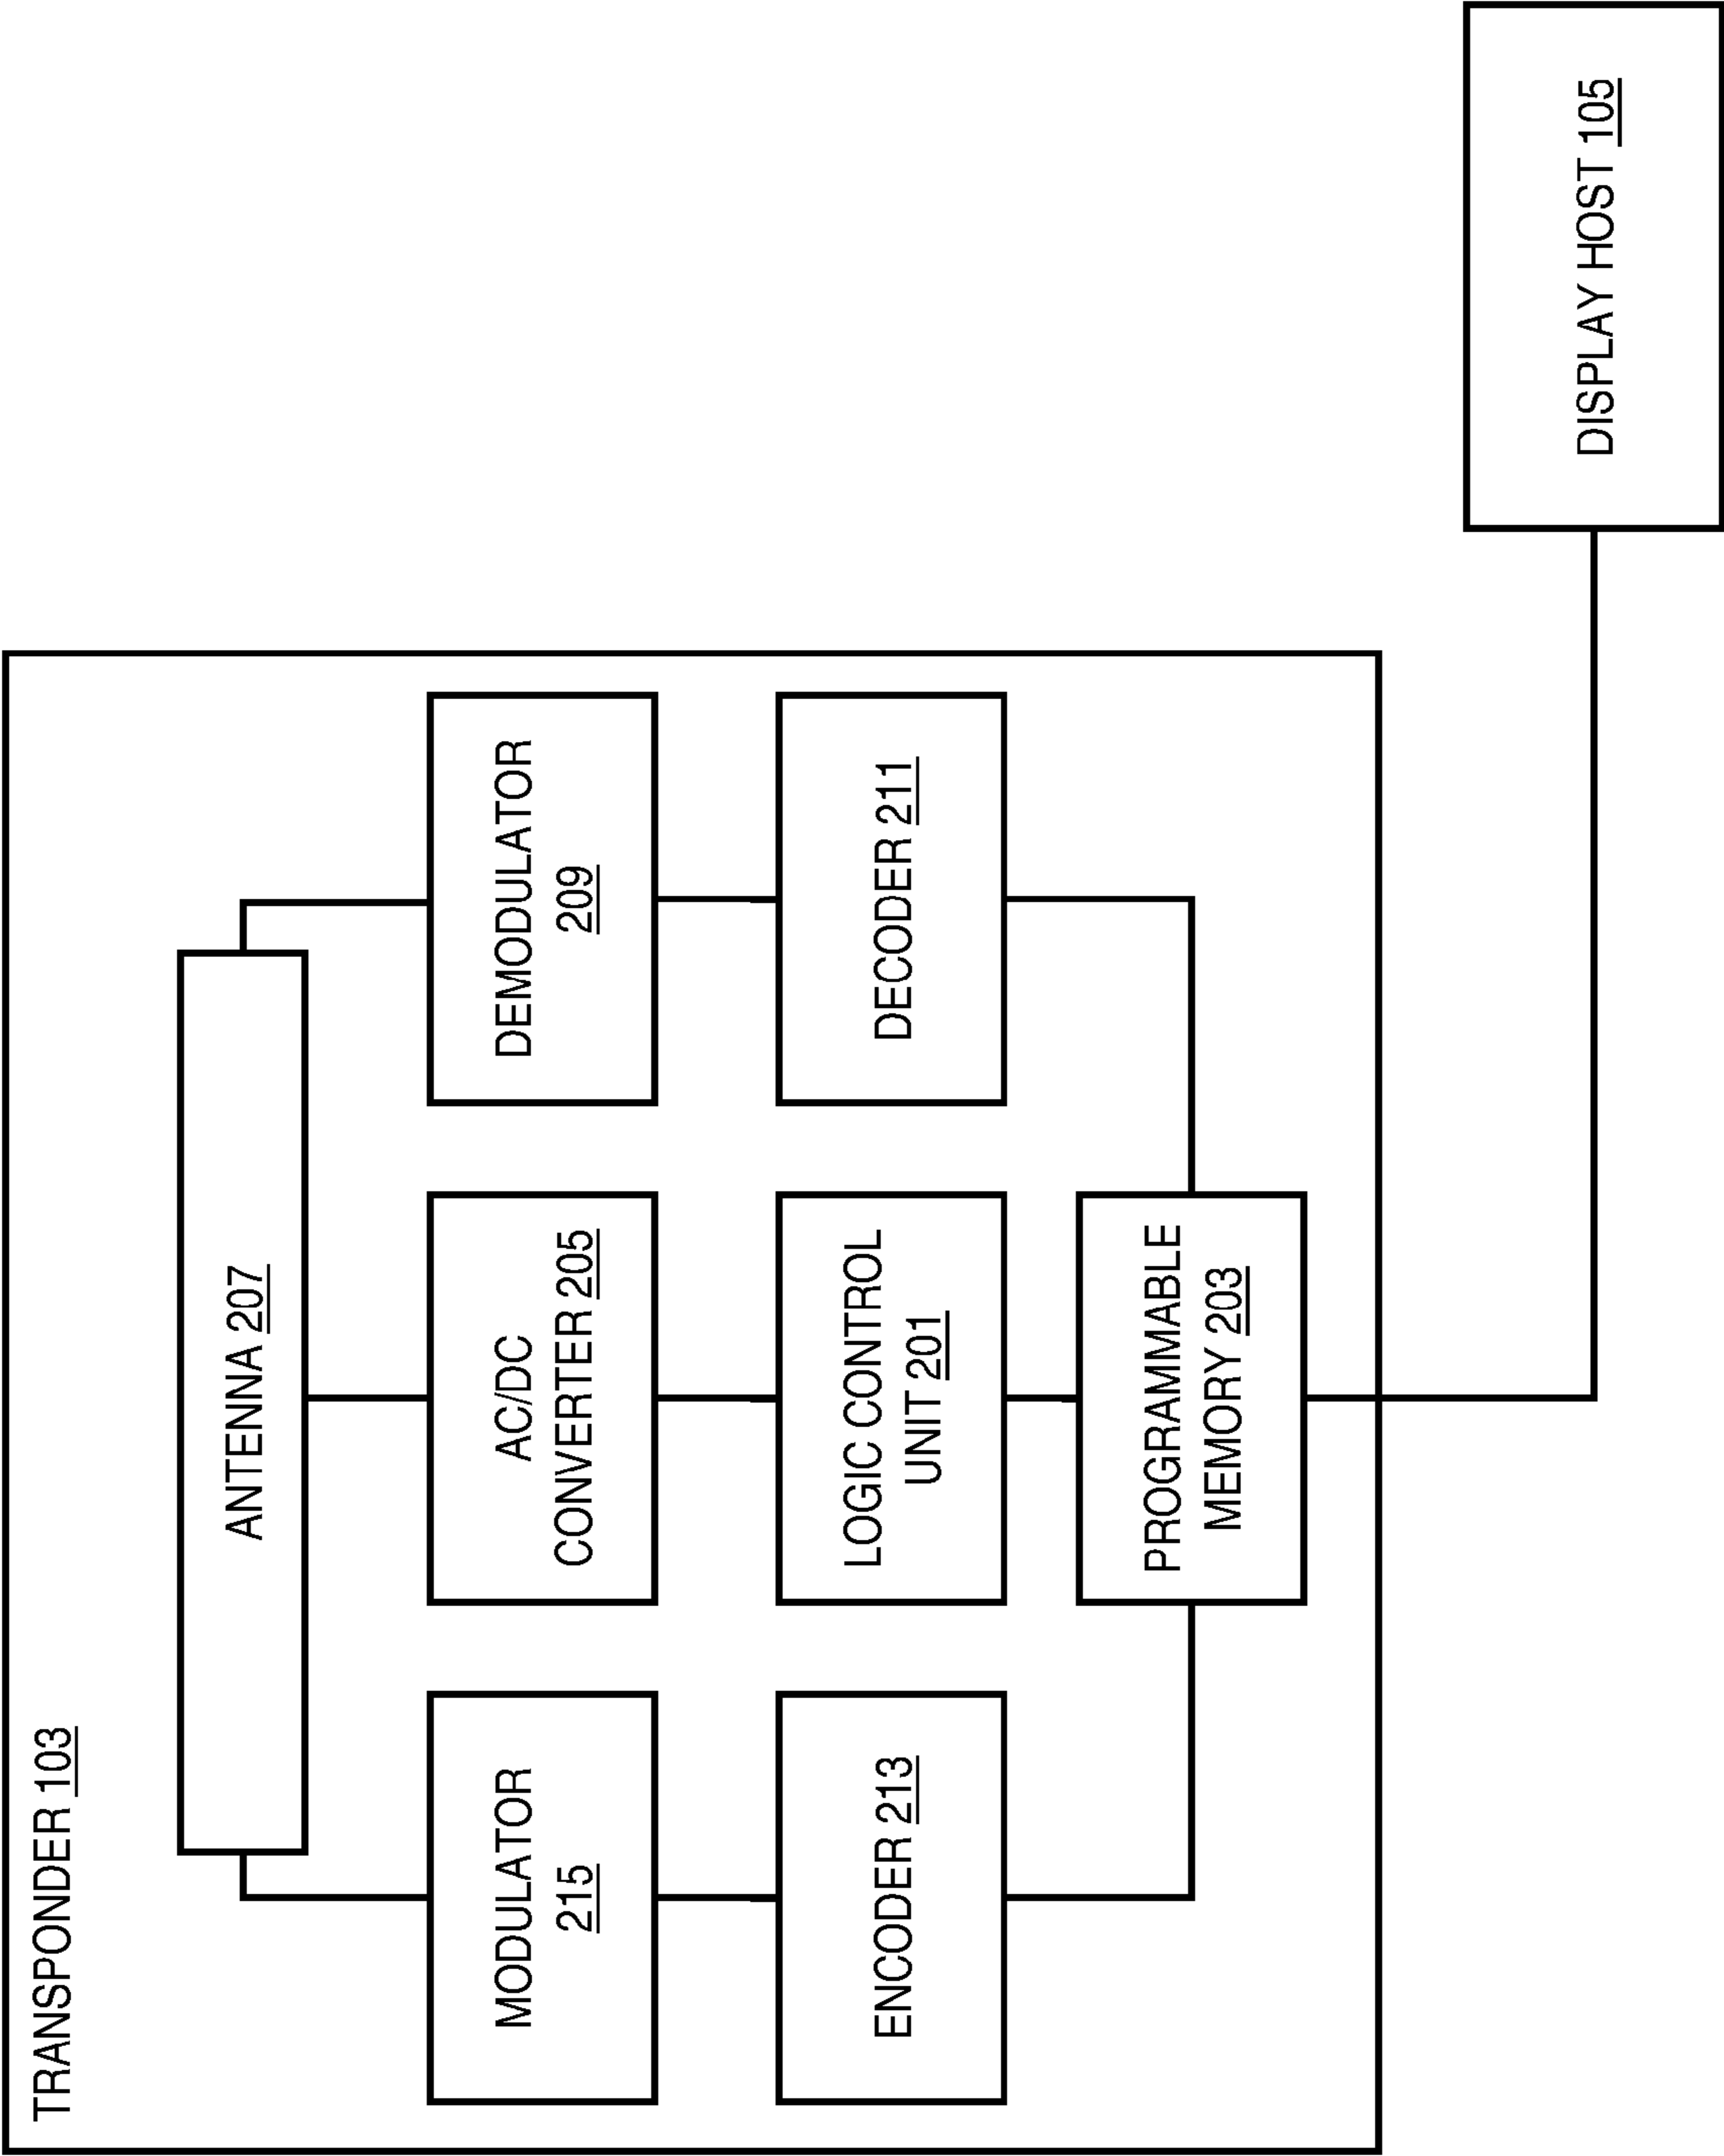 TRANSPONDER 103
ANTENNA 207
MODULATOR
215
AC/DC
CONVERTER 205
DEMODULATOR
209
ENCODER 213
LOGIC CONTROL
UNIT 201
DECODER 211
PROGRAMMABLE
MEMORY 203
DISPLAY HOST 105